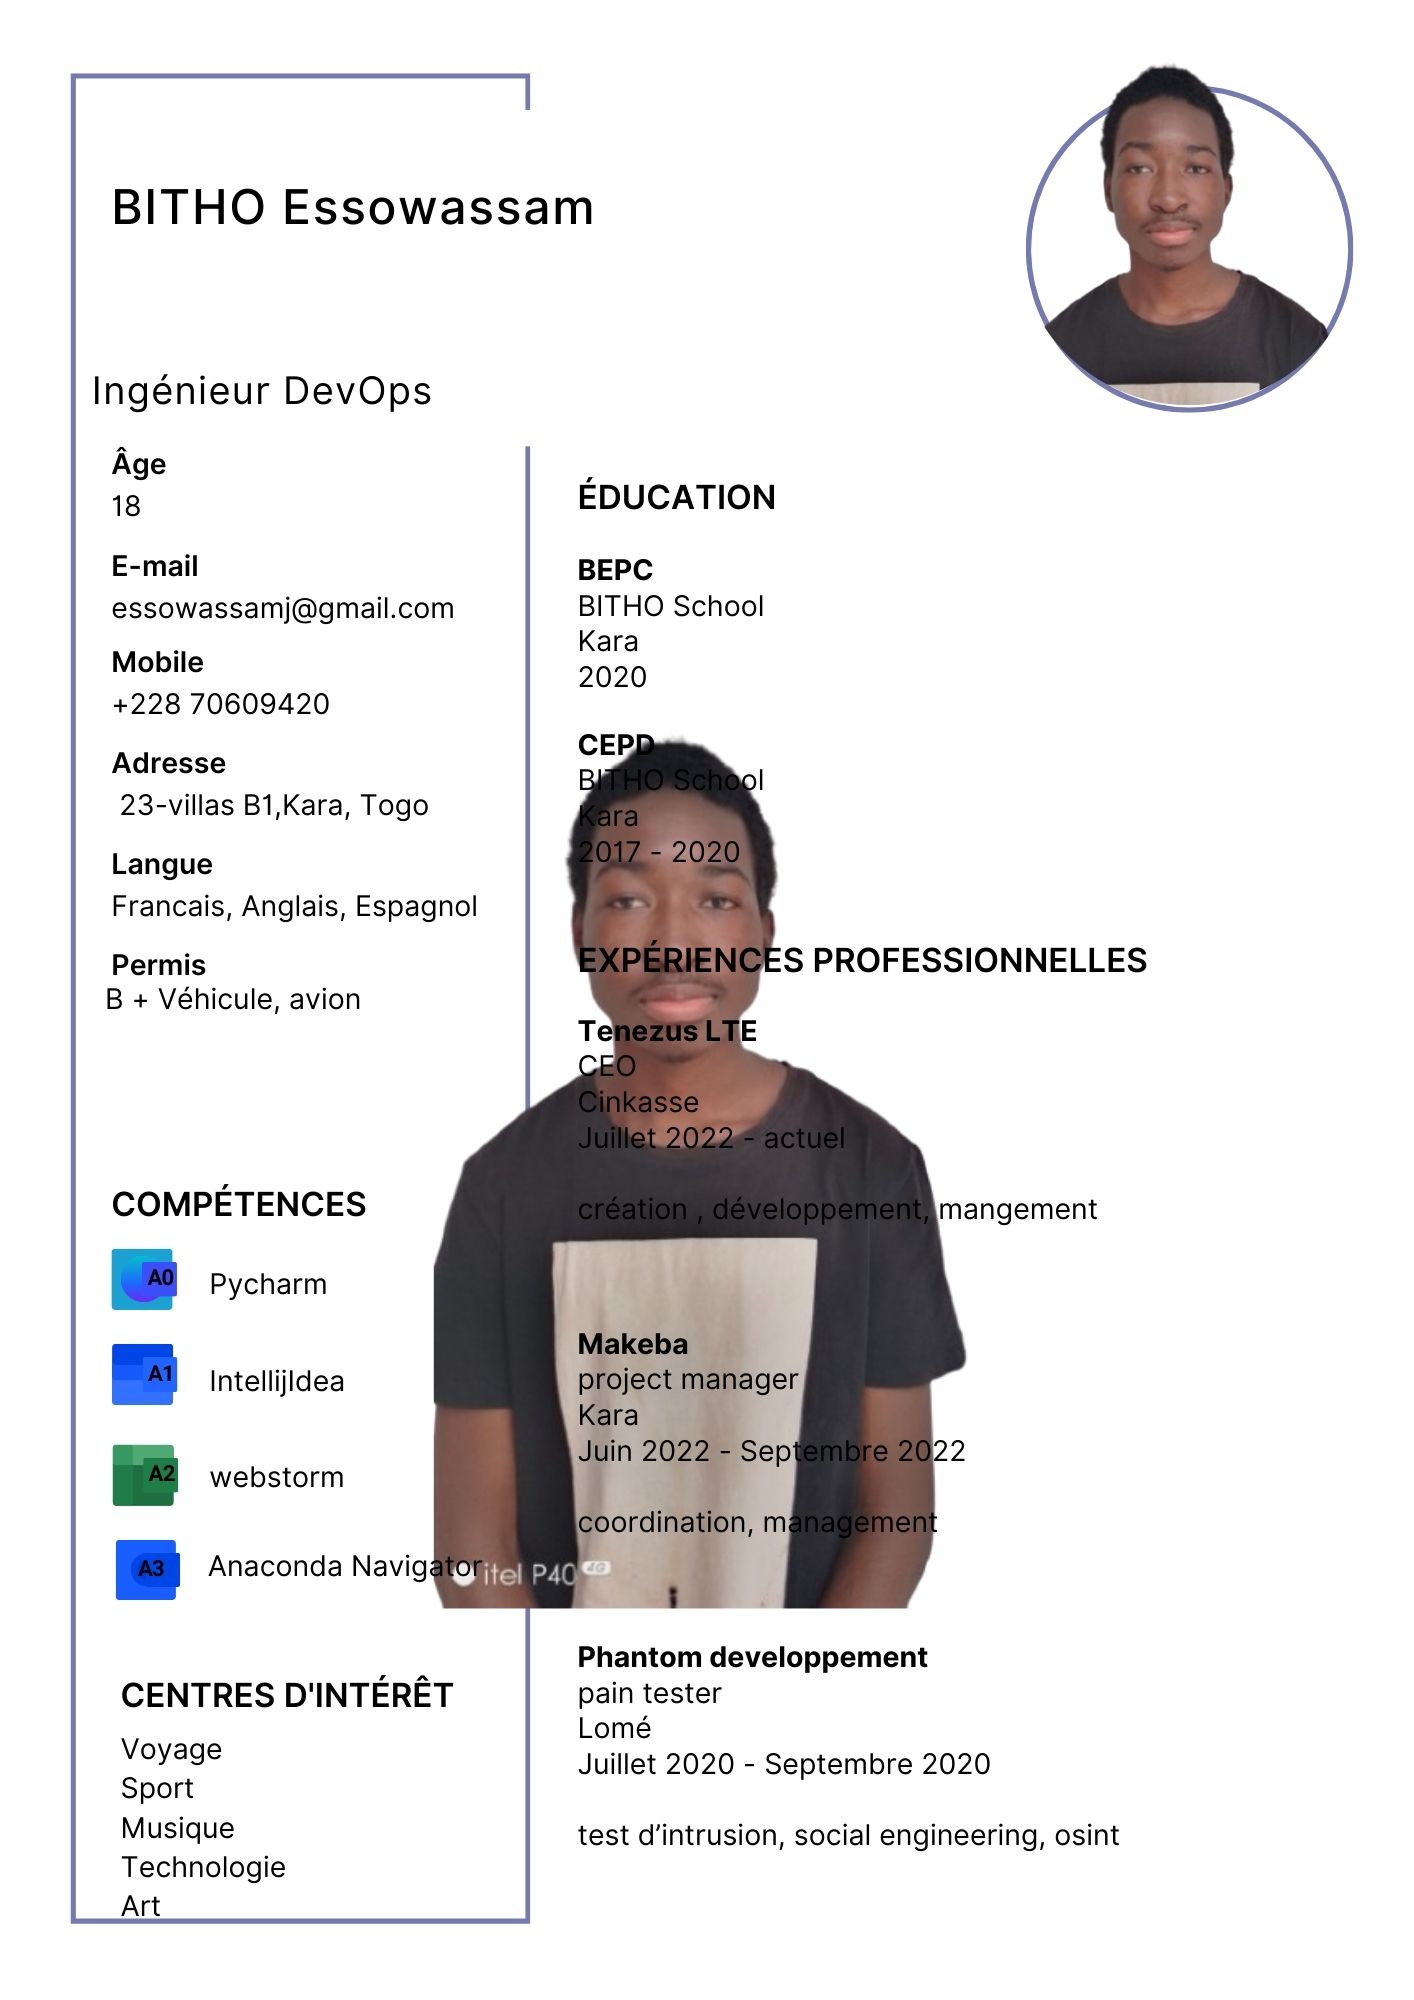 BITHO Essowassam
Ingénieur DevOps
Âge
18
E-mail
essowassamj@gmail.com
Mobile
+228 70609420
Adresse
23-villas B1,Kara, Togo
Langue
Francais, Anglais, Espagnol
Permis
B + Véhicule, avion
COMPÉTENCES
A0 Pycharm
A1 IntellijIdea
A2 webstorm
A3 Anaconda Navigator
CENTRES D'INTÉRÊT
Voyage
Sport
Musique
Technologie
Art
ÉDUCATION
BEPC
BITHO School
Kara
2020
CEPD
BITHO School
Kara
2017 - 2020
EXPÉRIENCES PROFESSIONNELLES
Tenezus LTE
CEO
Cinkasse
Juillet 2022 - actuel
création , développement, mangement
Makeba
project manager
Kara
Juin 2022 - Septembre 2022
coordination, management
itel P40 4G
Phantom developpement
pain tester
Lomé
Juillet 2020 - Septembre 2020
test d’intrusion, social engineering, osint